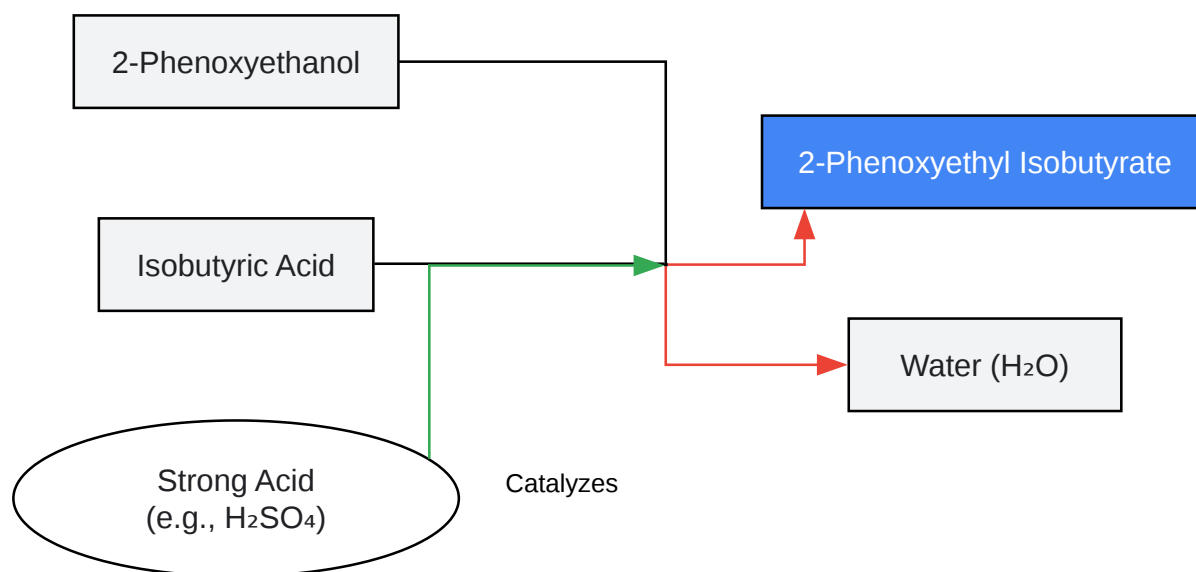 2-Phenoxyethanol
2-Phenoxyethyl Isobutyrate
Isobutyric Acid
Water (H₂O)
Strong Acid
(e.g., H₂SO₄)
Catalyzes